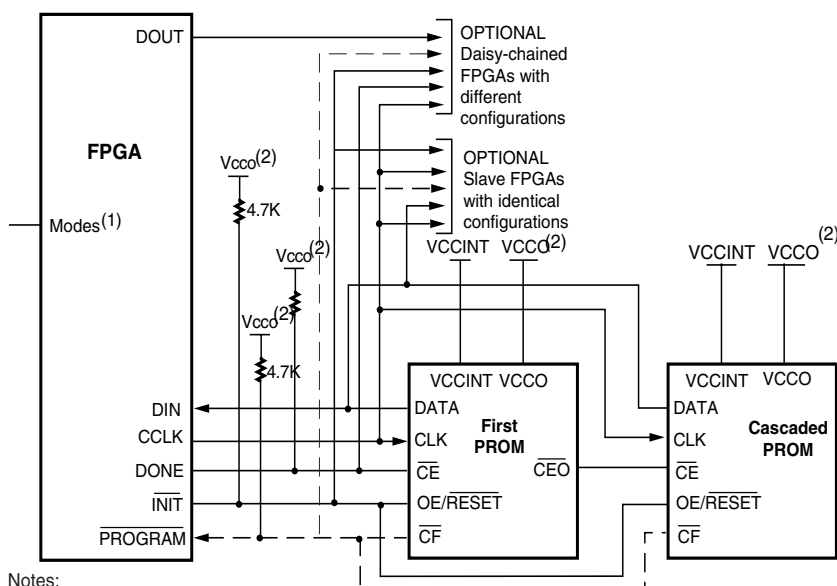 DOUT
OPTIONAL
Daisy-chained
FPGAs with
different
configurations
FPGA
Vcco(2)
4.7K
OPTIONAL
Slave FPGAs
with identical
configurations
Modes(1)
Vcco(2)
VCCINT VCCO(2)
VCCINT VCCO(2)
Vcco(2)
4.7K
VCCINT VCCO
VCCINT VCCO
DIN
DATA
First
PROM
DATA
Cascaded
PROM
CCLK
CLK
CLK
DONE
CE
CEO
CE
INIT
OE/RESET
OE/RESET
PROGRAM
CF
CF
Notes: